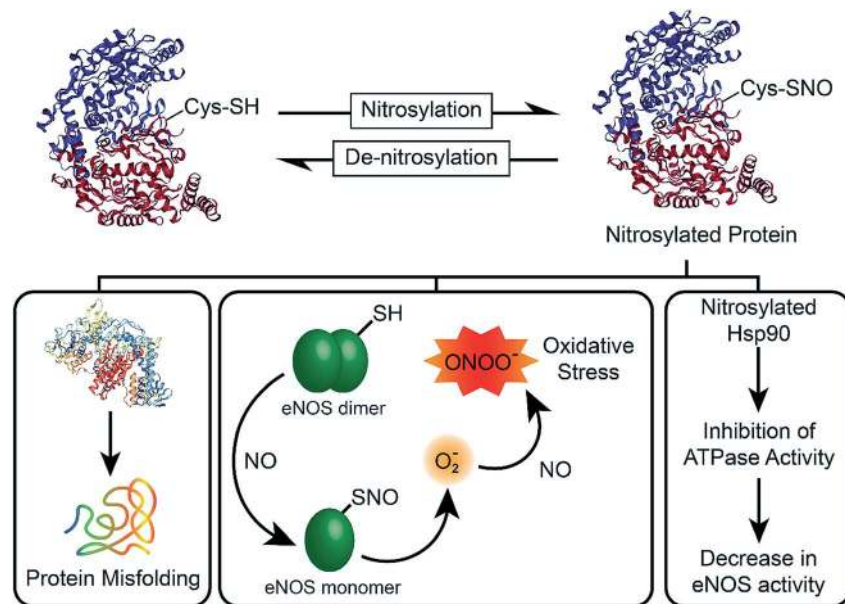 Cys-SH
Nitrosylation
De-nitrosylation
Cys-SNO
Nitrosylated Protein
Protein Misfolding
SH
eNOS dimer
NO
SNO
eNOS monomer
O₂⁻
NO
ONOO⁻
Oxidative
Stress
Nitrosylated
Hsp90
Inhibition of
ATPase Activity
Decrease in
eNOS activity